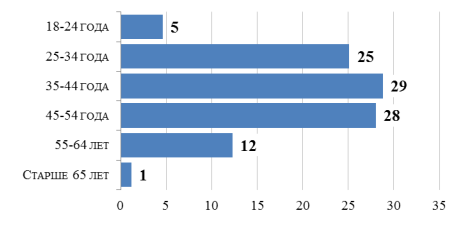 18-24 ГОДА 5
25-34 ГОДА 25
35-44 ГОДА 29
45-54 ГОДА 28
55-64 ЛЕТ 12
СТАРШЕ 65 ЛЕТ 1
0 5 10 15 20 25 30 35